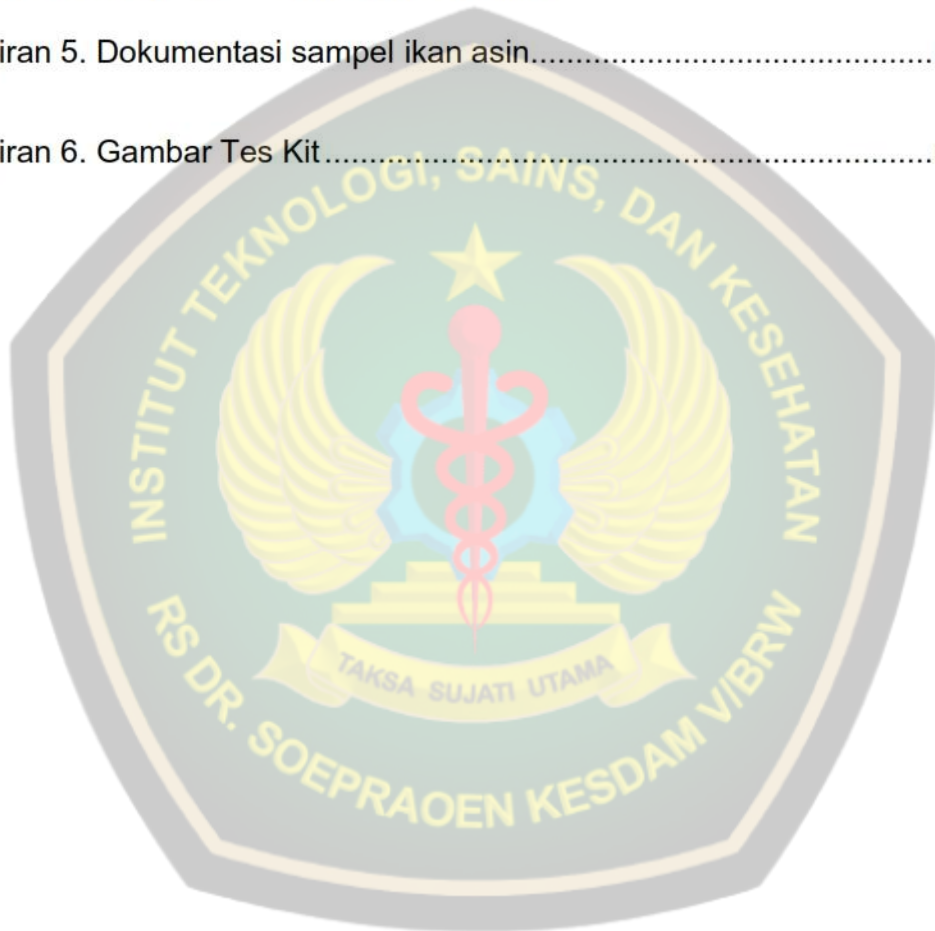 iran 5. Dokumentasi sampel ikan asin..............................................
iran 6. Gambar Tes Kit....................................................................
INSTITUT TEKNOLOGI, SAINS, DAN KESEHATAN
TAKSA SUJATI UTAMA
RS DR. SOEPRAOEN KESDAM V/BRW